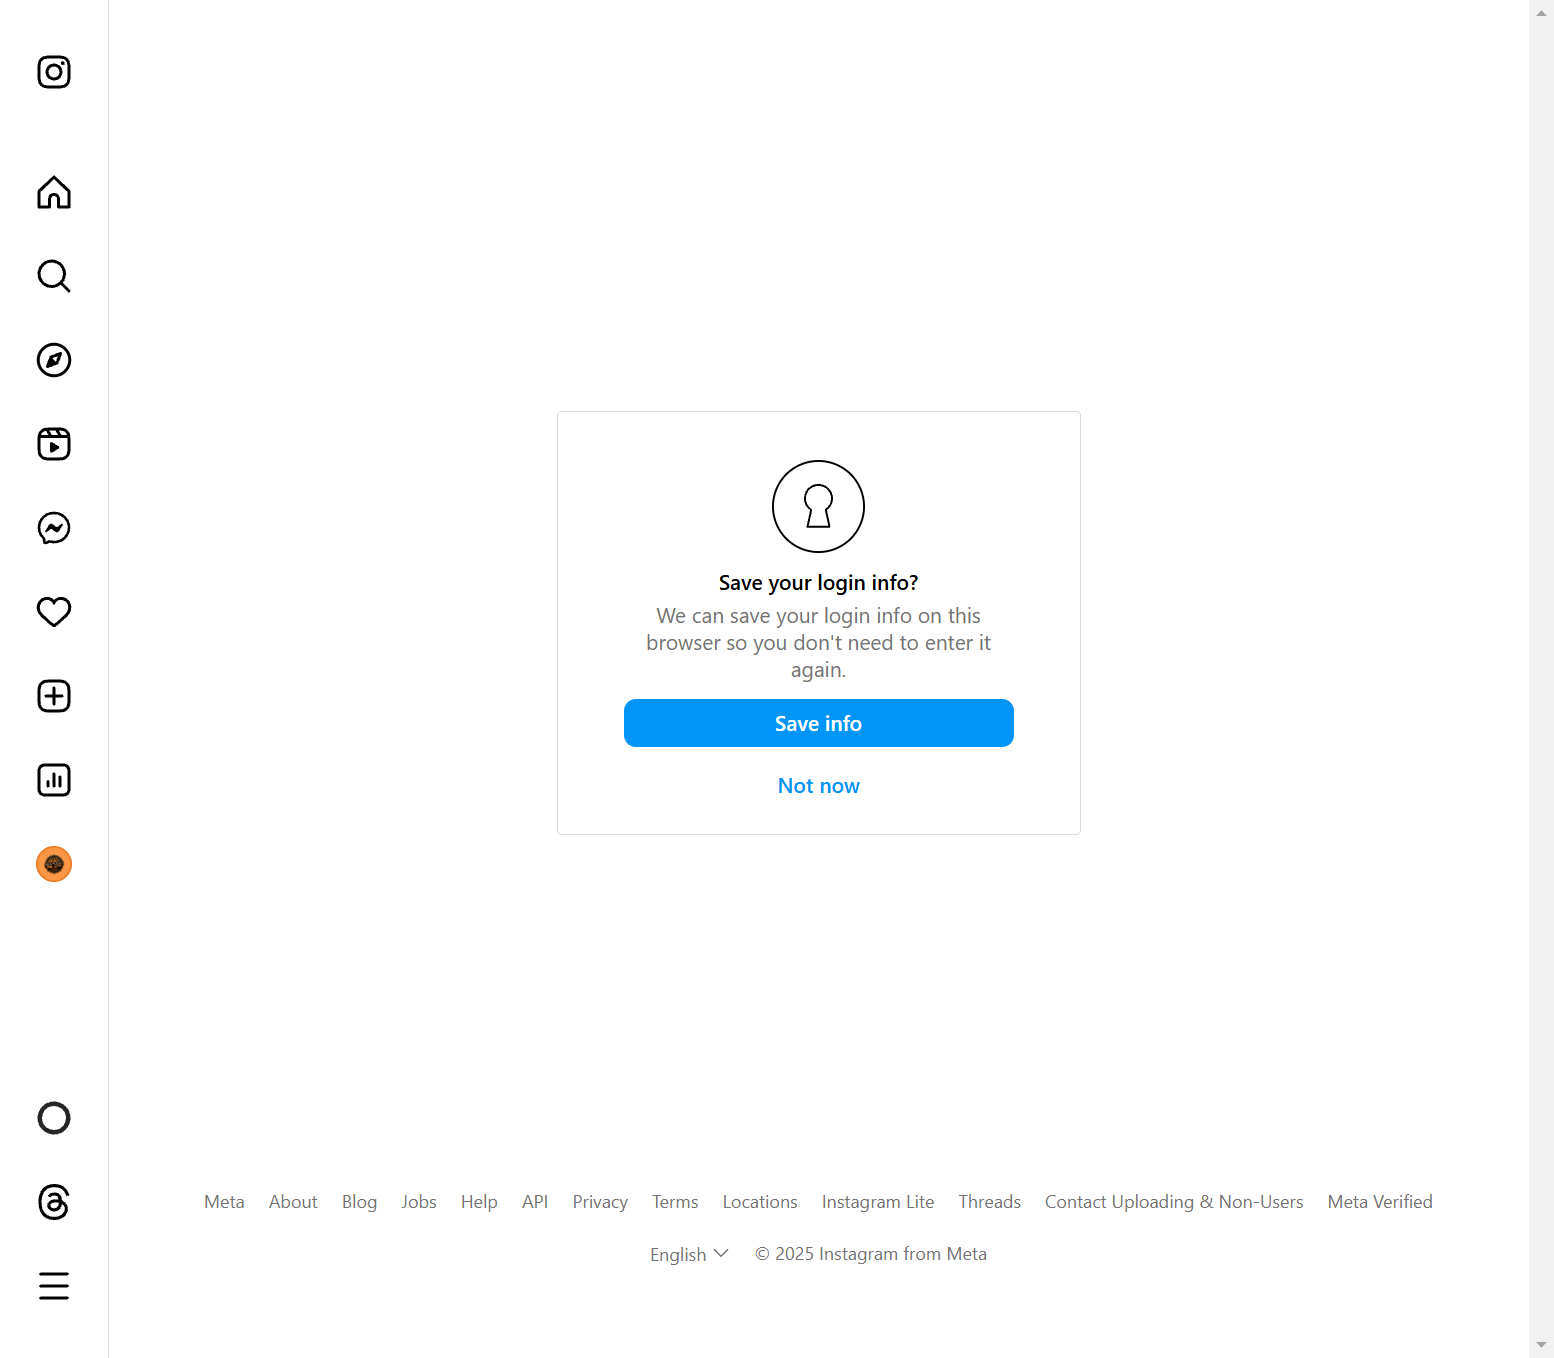 Save your login info?
We can save your login info on this
browser so you don't need to enter it
again.
Save info
Not now
Meta About Blog Jobs Help API Privacy Terms Locations Instagram Lite Threads Contact Uploading & Non-Users Meta Verified
English © 2025 Instagram from Meta